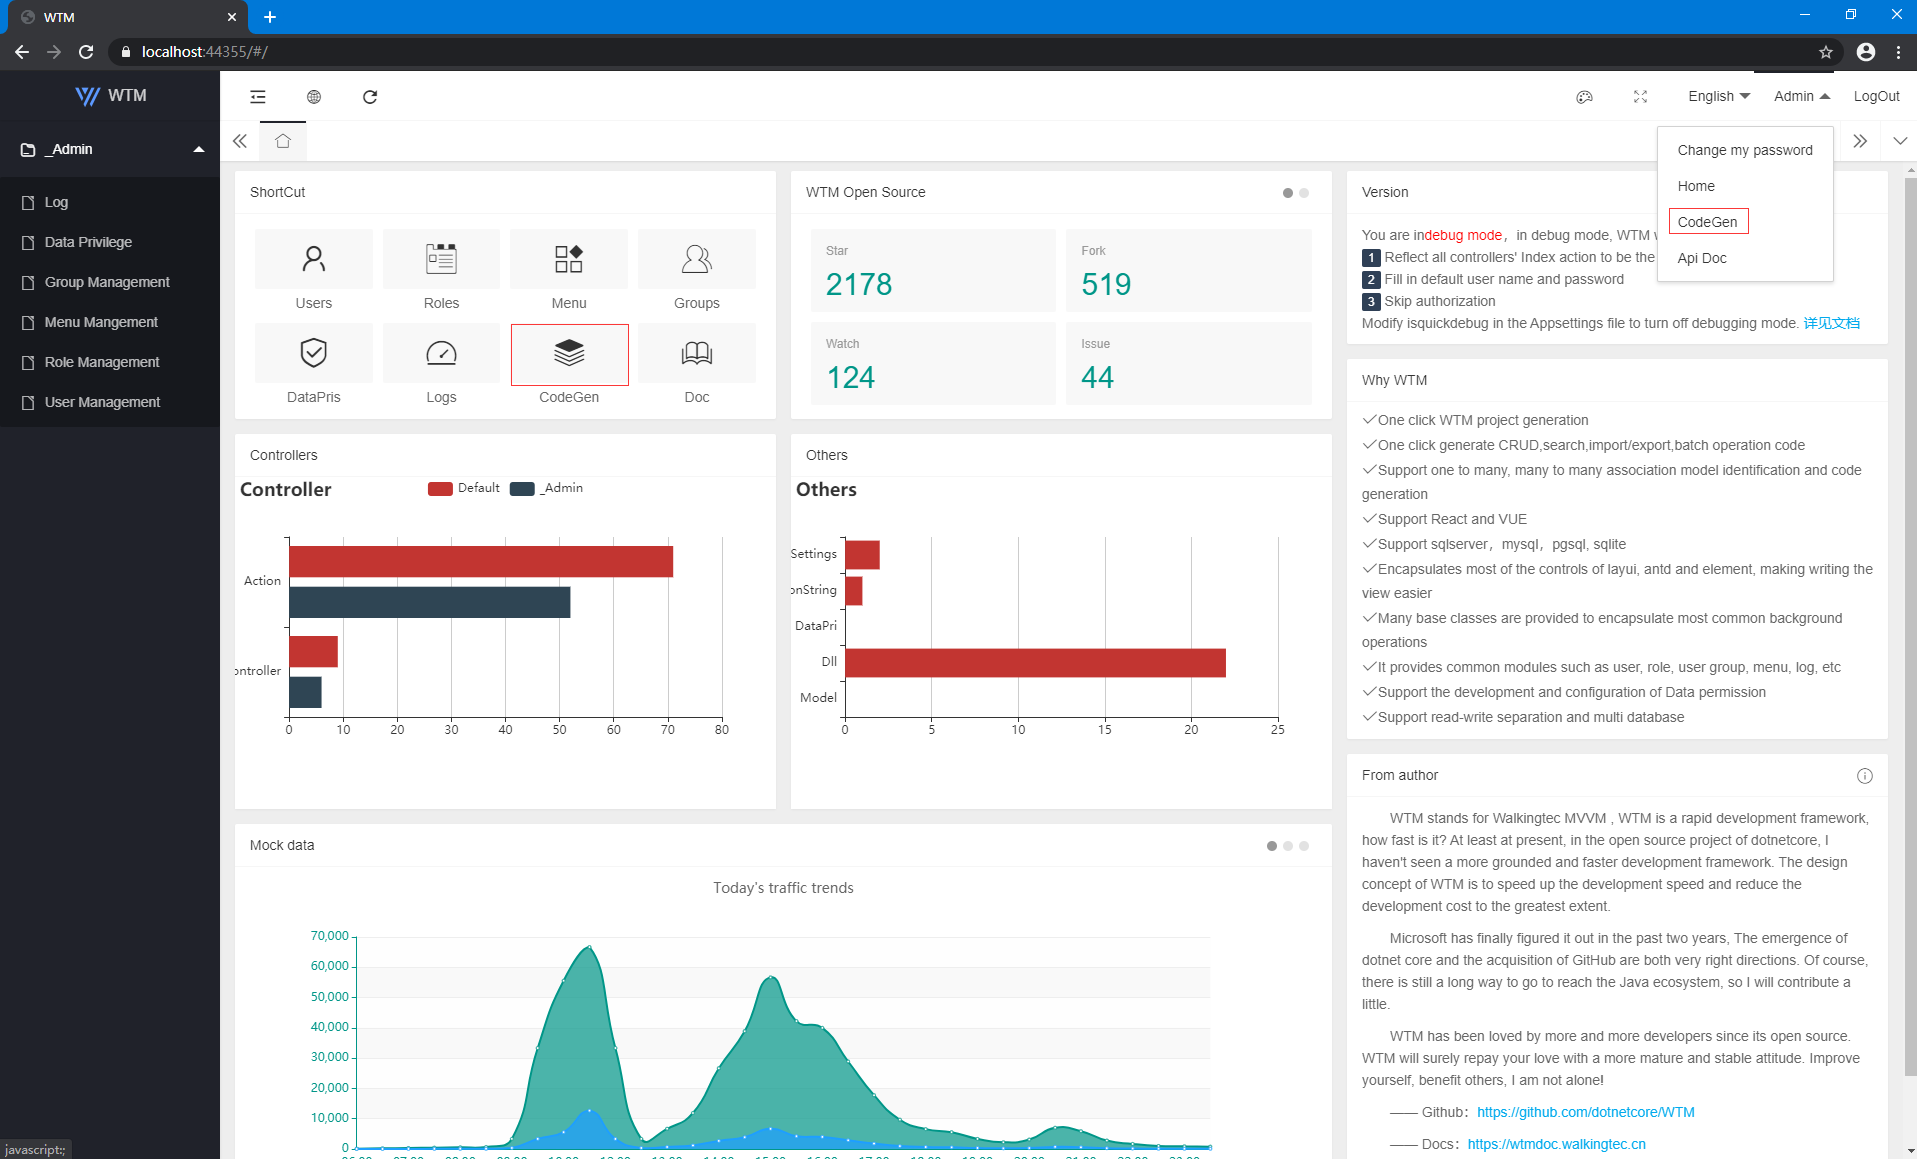 WTM
localhost:44355/#/
WTM
English
Admin
LogOut
_Admin
Log
Data Privilege
Group Management
Menu Mangement
Role Management
User Management
Change my password
Home
CodeGen
Api Doc
ShortCut
Users
Roles
Menu
Groups
DataPris
Logs
CodeGen
Doc
WTM Open Source
Star
2178
Fork
519
Watch
124
Issue
44
Version
You are indebug mode，in debug mode, WTM
1 Reflect all controllers' Index action to be the
2 Fill in default user name and password
3 Skip authorization
Modify isquickdebug in the Appsettings file to turn off debugging mode. 详见文档
Why WTM
One click WTM project generation
One click generate CRUD,search,import/export,batch operation code
Support one to many, many to many association model identification and code
generation
Support React and VUE
Support sqlserver，mysql，pgsql, sqlite
Encapsulates most of the controls of layui, antd and element, making writing the
view easier
Many base classes are provided to encapsulate most common background
operations
It provides common modules such as user, role, user group, menu, log, etc
Support the development and configuration of Data permission
Support read-write separation and multi database
Controllers
Controller
Default
_Admin
Action
ontroller
0 10 20 30 40 50 60 70 80
Others
Others
Settings
onString
DataPri
Dll
Model
0 5 10 15 20 25
Mock data
Today's traffic trends
70,000
60,000
50,000
40,000
30,000
20,000
10,000
0
From author
WTM stands for Walkingtec MVVM , WTM is a rapid development framework,
how fast is it? At least at present, in the open source project of dotnetcore, I
haven't seen a more grounded and faster development framework. The design
concept of WTM is to speed up the development speed and reduce the
development cost to the greatest extent.
Microsoft has finally figured it out in the past two years, The emergence of
dotnet core and the acquisition of GitHub are both very right directions. Of course,
there is still a long way to go to reach the Java ecosystem, so I will contribute a
little.
WTM has been loved by more and more developers since its open source.
WTM will surely repay your love with a more mature and stable attitude. Improve
yourself, benefit others, I am not alone!
—— Github：https://github.com/dotnetcore/WTM
—— Docs：https://wtmdoc.walkingtec.cn
javascript:;